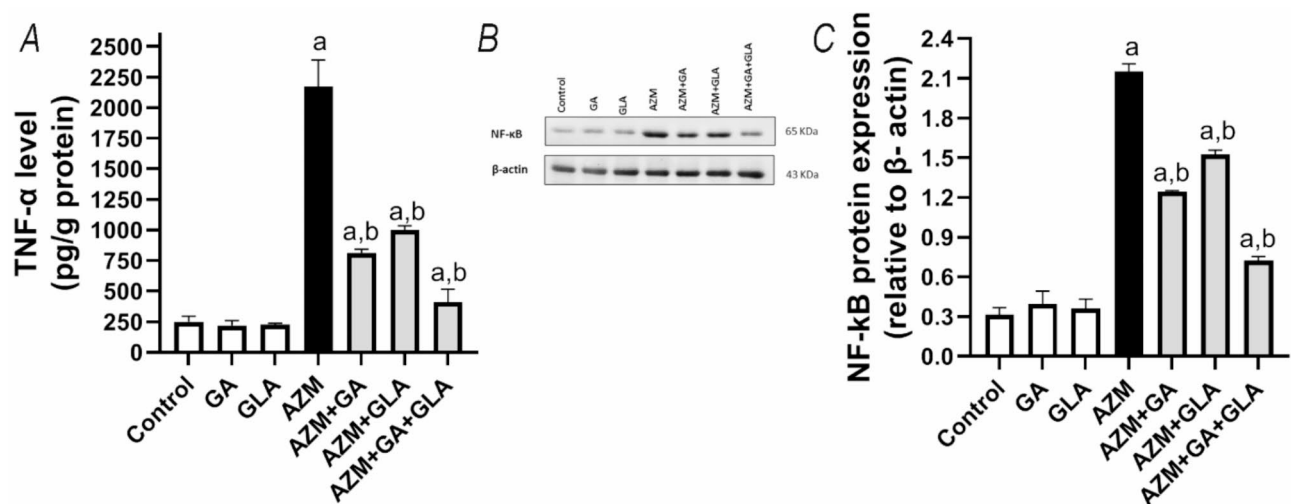 A
TNF-α level
(pg/g protein)
2500
2250
2000
1750
1500
1250
1000
750
500
250
0
a
a,b
a,b
a,b
Control
GA
GLA
AZM
AZM+GA
AZM+GLA
AZM+GA+GLA
B
Control
GA
GLA
AZM
AZM+GA
AZM+GLA
AZM+GA+GLA
NF-κB
65 KDa
β-actin
43 KDa
C
NF-kB protein expression
(relative to β- actin)
2.4
2.1
1.8
1.5
1.2
0.9
0.6
0.3
0.0
a
a,b
a,b
a,b
Control
GA
GLA
AZM
AZM+GA
AZM+GLA
AZM+GA+GLA